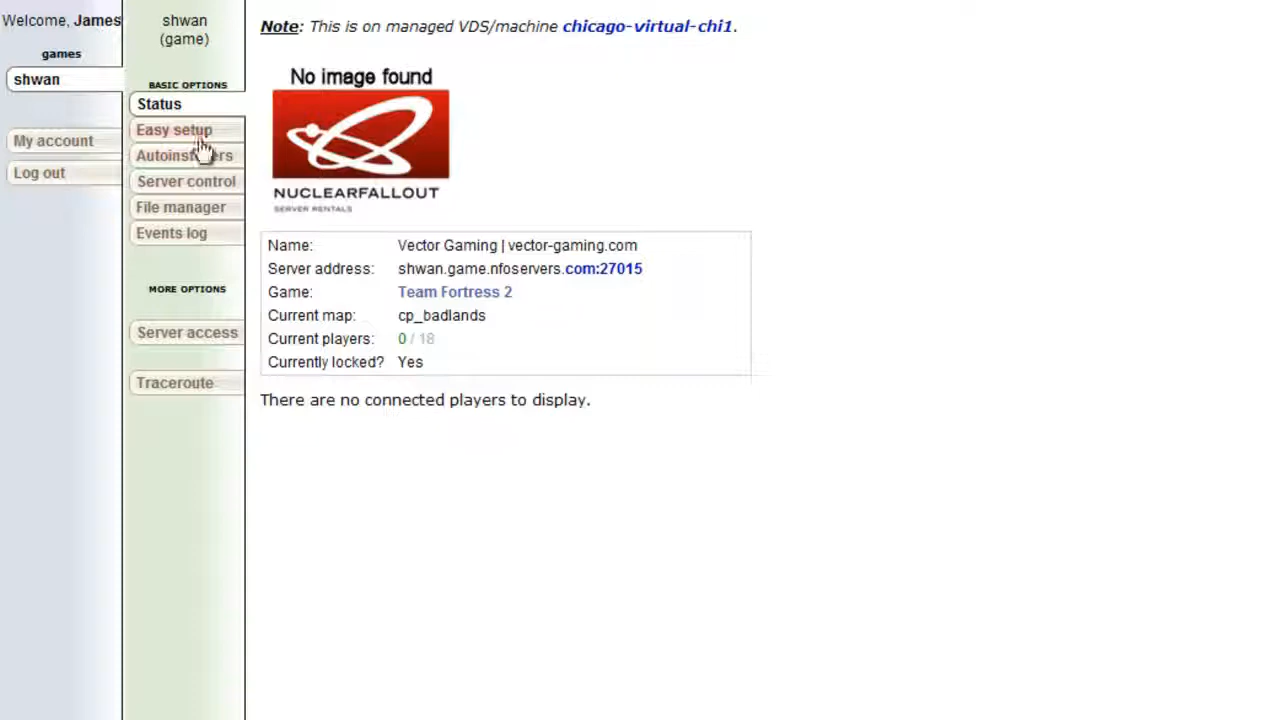 Welcome, James
games
shwan
My account
Log out
shwan
(game)
BASIC OPTIONS
Status
Easy setup
Server control
File manager
Events log
MORE OPTIONS
Server access
Traceroute
Note: This is on managed VDS/machine chicago-virtual-chi1.
No image found
NUCLEARFALLOUT
SERVER RENTALS
Name: Vector Gaming | vector-gaming.com
Server address: shwan.game.nfoservers.com:27015
Game: Team Fortress 2
Current map: cp_badlands
Current players: 0 / 18
Currently locked? Yes
There are no connected players to display.